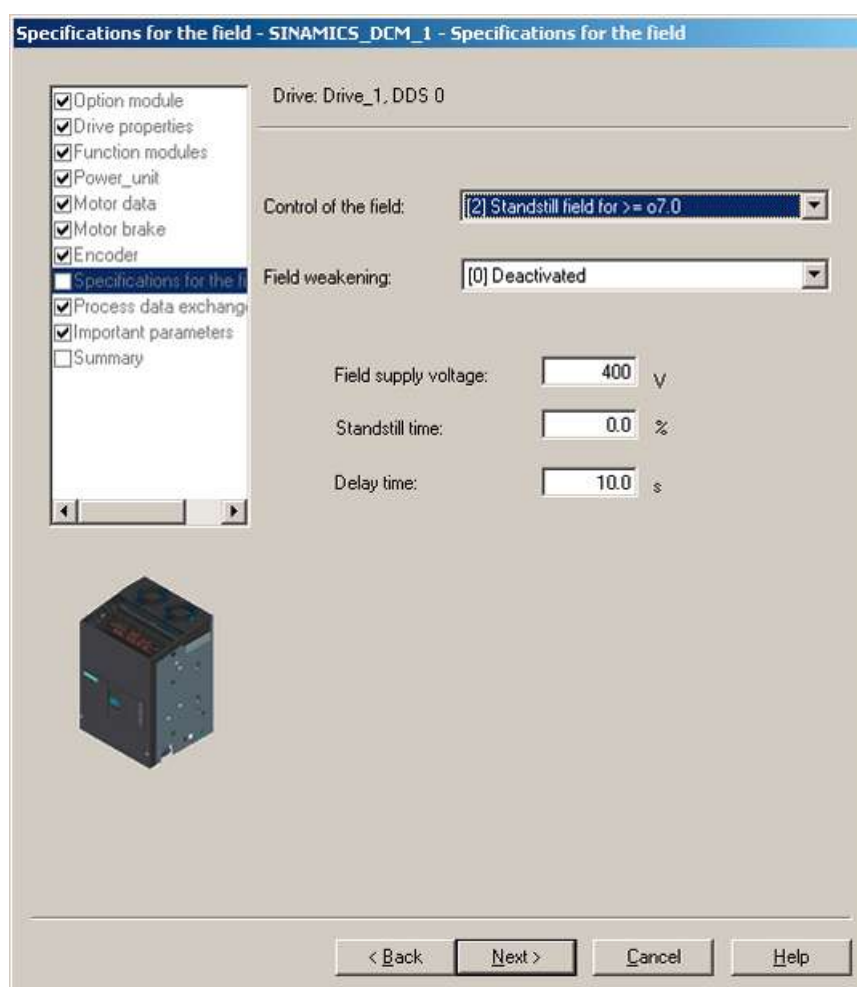 Specifications for the field - SINAMICS_DCM_1 - Specifications for the field
Option module
Drive properties
Function modules
Power_unit
Motor data
Motor brake
Encoder
Specifications for the fi
Process data exchang
Important parameters
Summary
Drive: Drive_1, DDS 0
Control of the field: [2] Standstill field for >= o7.0
Field weakening: [0] Deactivated
Field supply voltage: 400 V
Standstill time: 0.0 %
Delay time: 10.0 s
< Back Next > Cancel Help